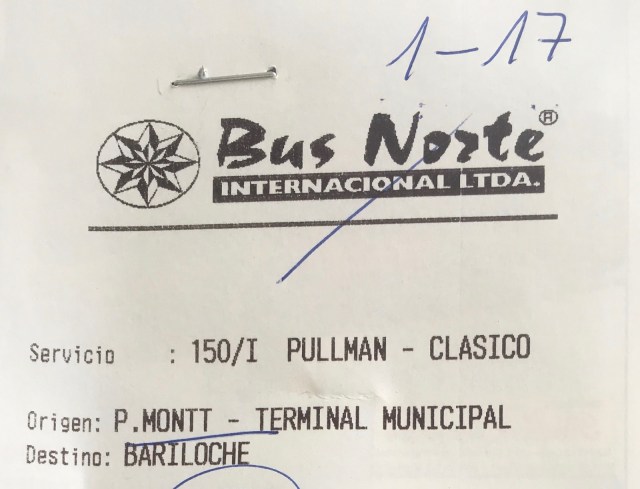 1-17
Bus Norte ®
INTERNACIONAL LTDA.
Servicio : 150/I PULLMAN - CLASICO
Origen: P.MONTT - TERMINAL MUNICIPAL
Destino: BARILOCHE